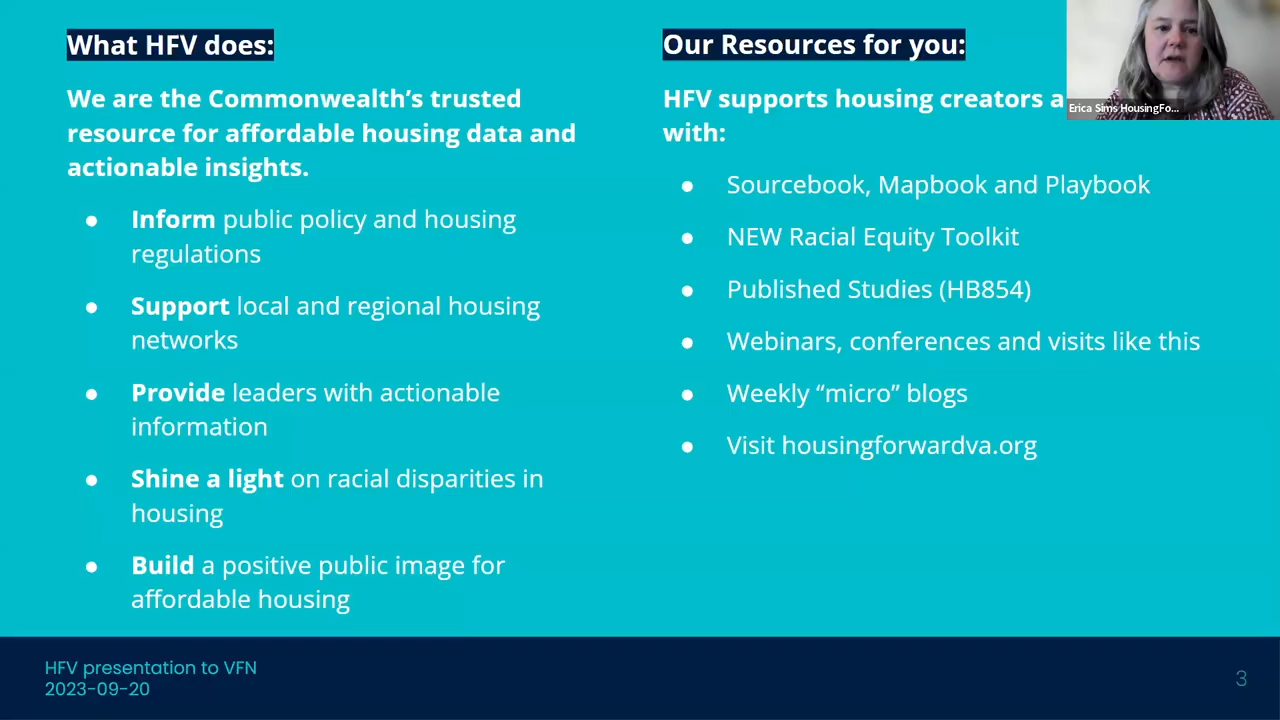 What HFV does:
We are the Commonwealth's trusted
resource for affordable housing data and
actionable insights.
● Inform public policy and housing
regulations
● Support local and regional housing
networks
● Provide leaders with actionable
information
● Shine a light on racial disparities in
housing
● Build a positive public image for
affordable housing
Our Resources for you:
HFV supports housing creators
with:
● Sourcebook, Mapbook and Playbook
● NEW Racial Equity Toolkit
● Published Studies (HB854)
● Webinars, conferences and visits like this
● Weekly “micro” blogs
● Visit housingforwardva.org
Erica Sims HousingFo...
HFV presentation to VFN
2023-09-20
3